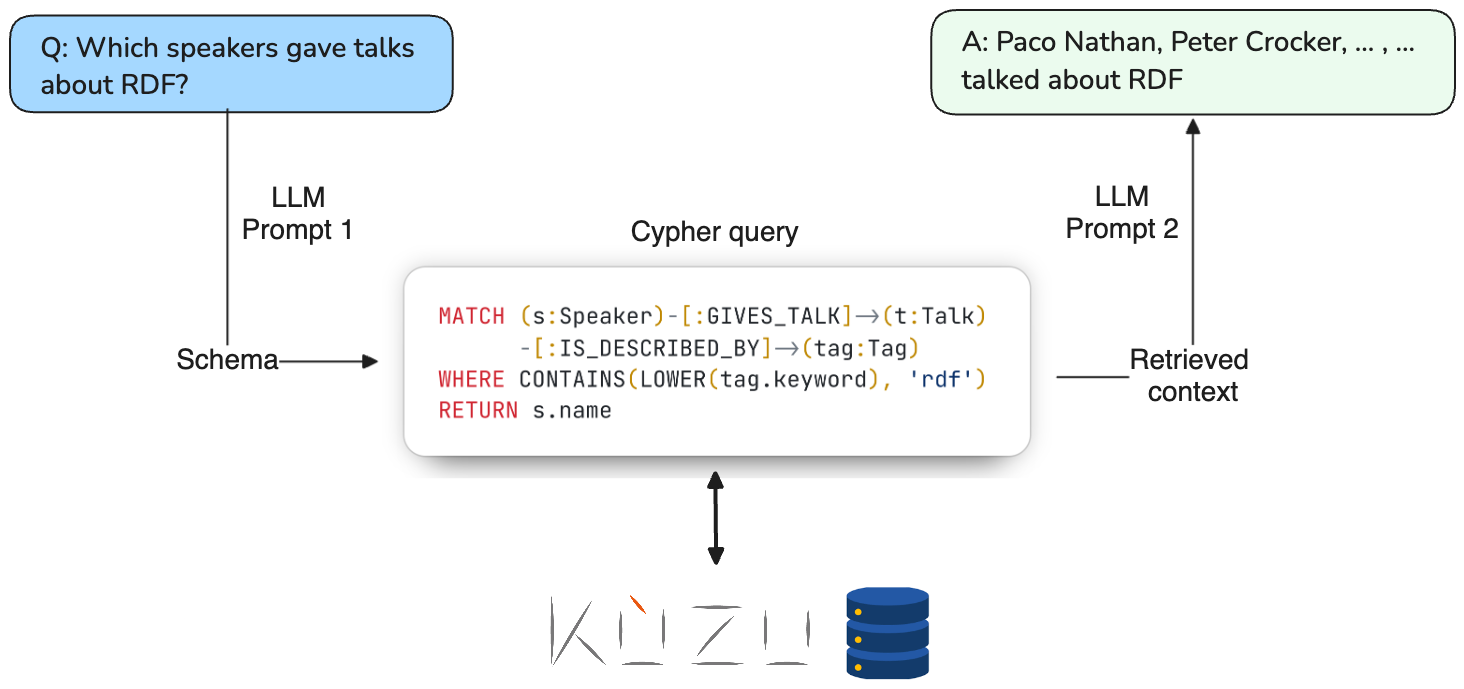 Q: Which speakers gave talks
about RDF?
A: Paco Nathan, Peter Crocker, ... , ...
talked about RDF
LLM
Prompt 1
LLM
Prompt 2
Cypher query
MATCH (s:Speaker)-[:GIVES_TALK]->(t:Talk)
-[:IS_DESCRIBED_BY]->(tag:Tag)
WHERE CONTAINS(LOWER(tag.keyword), 'rdf')
RETURN s.name
Schema
Retrieved
context
KÙZU